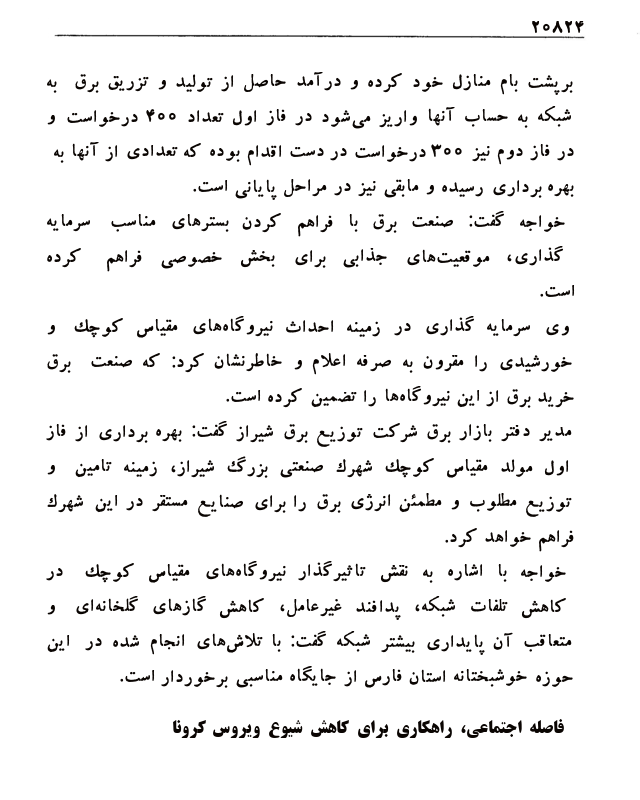 ۲۰۸۲۴
برپشت بام منازل خود کرده و درآمد حاصل از تولید و تزریق برق به
شبکه به حساب آنها واریز می‌شود در فاز اول تعداد ۴۰۰ درخواست و
در فاز دوم نیز ۳۰۰ درخواست در دست اقدام بوده که تعدادی از آنها به
بهره برداری رسیده و مابقی نیز در مراحل پایانی است.
خواجه گفت: صنعت برق با فراهم کردن بسترهای مناسب سرمایه
گذاری، موقعیت‌های جذابی برای بخش خصوصی فراهم کرده
است.
وی سرمایه گذاری در زمینه احداث نیروگاه‌های مقیاس کوچک و
خورشیدی را مقرون به صرفه اعلام و خاطرنشان کرد: که صنعت برق
خرید برق از این نیروگاه‌ها را تضمین کرده است.
مدیر دفتر بازار برق شرکت توزیع برق شیراز گفت: بهره برداری از فاز
اول مولد مقیاس کوچک شهرک صنعتی بزرگ شیراز، زمینه تامین و
توزیع مطلوب و مطمئن انرژی برق را برای صنایع مستقر در این شهرک
فراهم خواهد کرد.
خواجه با اشاره به نقش تاثیرگذار نیروگاه‌های مقیاس کوچک در
کاهش تلفات شبکه، پدافند غیرعامل، کاهش گازهای گلخانه‌ای و
متعاقب آن پایداری بیشتر شبکه گفت: با تلاش‌های انجام شده در این
حوزه خوشبختانه استان فارس از جایگاه مناسبی برخوردار است.
فاصله اجتماعی، راهکاری برای کاهش شیوع ویروس کرونا